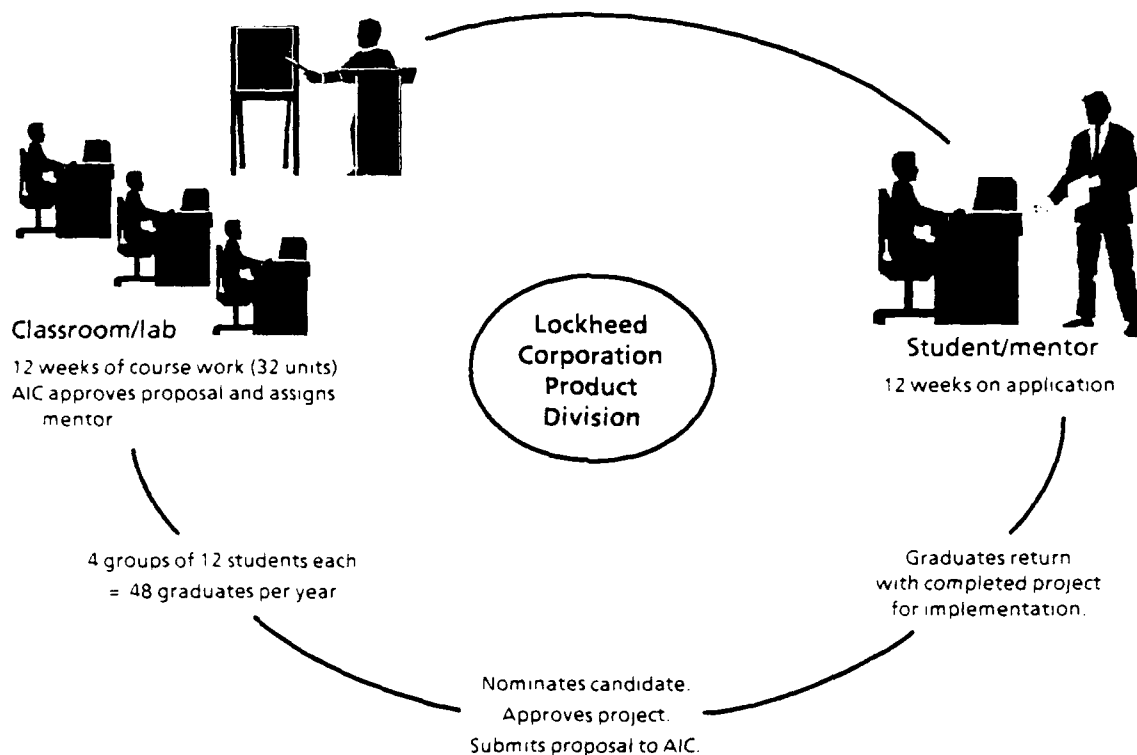 Lockheed
Corporation
Product
Division
Classroom/lab
12 weeks of course work (32 units)
AIC approves proposal and assigns
mentor
Student/mentor
12 weeks on application
4 groups of 12 students each
= 48 graduates per year
Graduates return
with completed project
for implementation.
Nominates candidate.
Approves project.
Submits proposal to AIC.